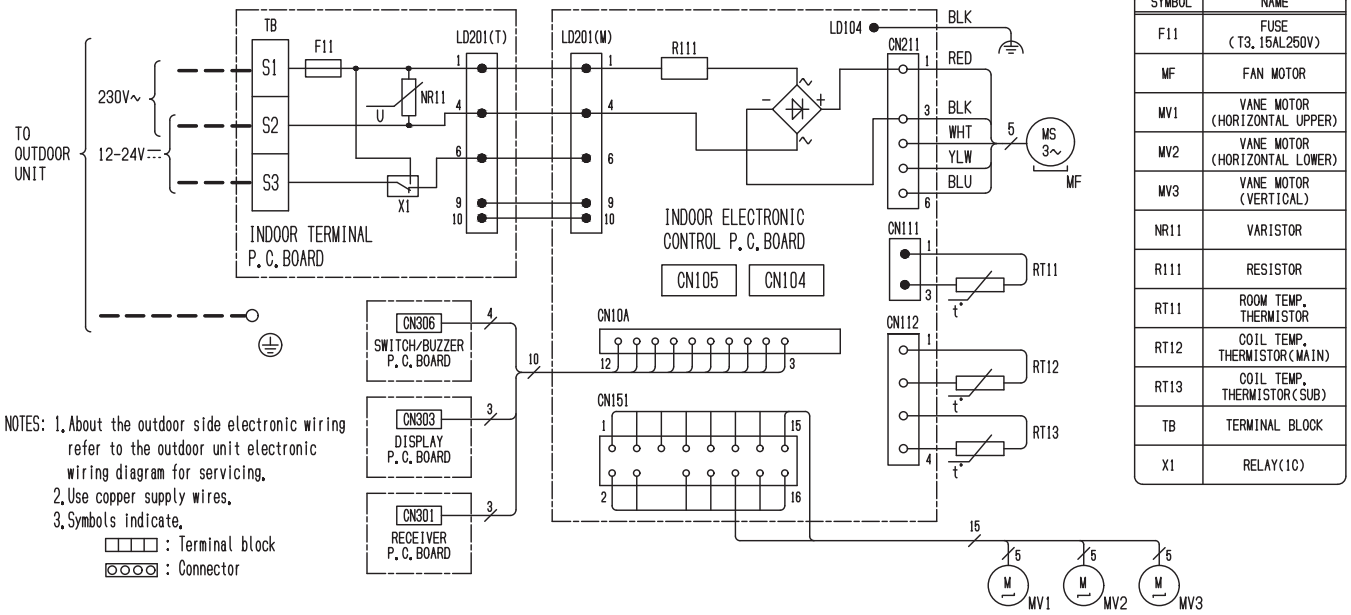 TO
OUTDOOR
UNIT
230V~
12-24V⎓
TB
S1
S2
S3
F11
NR11
U
X1
INDOOR TERMINAL
P.C.BOARD
LD201(T)
1
4
6
9
10
LD201(M)
1
4
6
9
10
R111
~
-
+
~
LD104
BLK
CN211
1
3
6
RED
BLK
WHT
YLW
BLU
5
MS
3~
MF
INDOOR ELECTRONIC
CONTROL P.C.BOARD
CN105
CN104
CN111
1
3
RT11
t°
CN112
1
4
RT12
t°
RT13
t°
CN10A
12
3
CN151
1
15
2
16
CN306
4
SWITCH/BUZZER
P.C.BOARD
10
CN303
3
DISPLAY
P.C.BOARD
CN301
3
RECEIVER
P.C.BOARD
15
5
5
5
M
MV1
M
MV2
M
MV3
NOTES: 1.About the outdoor side electronic wiring
refer to the outdoor unit electronic
wiring diagram for servicing.
2.Use copper supply wires.
3.Symbols indicate.
: Terminal block
: Connector
SYMBOL NAME
F11 FUSE
(T3.15AL250V)
MF FAN MOTOR
MV1 VANE MOTOR
(HORIZONTAL UPPER)
MV2 VANE MOTOR
(HORIZONTAL LOWER)
MV3 VANE MOTOR
(VERTICAL)
NR11 VARISTOR
R111 RESISTOR
RT11 ROOM TEMP.
THERMISTOR
RT12 COIL TEMP.
THERMISTOR(MAIN)
RT13 COIL TEMP.
THERMISTOR(SUB)
TB TERMINAL BLOCK
X1 RELAY(1C)